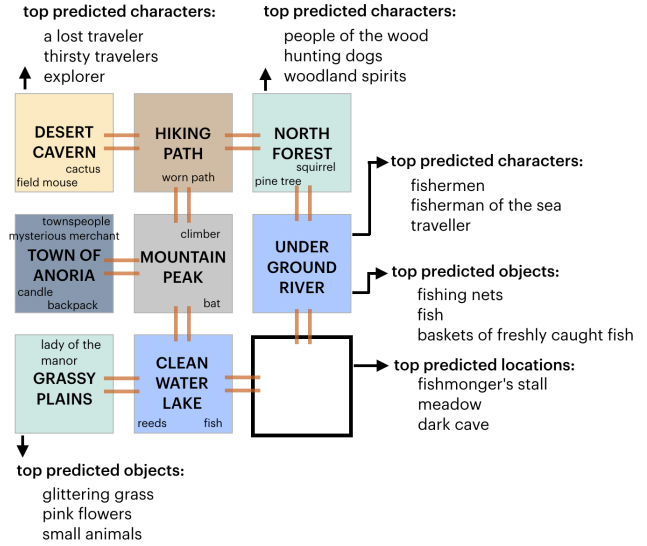 top predicted characters:
a lost traveler
thirsty travelers
explorer
top predicted characters:
people of the wood
hunting dogs
woodland spirits
DESERT
CAVERN
cactus
field mouse
HIKING
PATH
worn path
NORTH
FOREST
squirrel
pine tree
top predicted characters:
fishermen
fisherman of the sea
traveller
townspeople
mysterious merchant
TOWN OF
ANORIA
candle
backpack
climber
MOUNTAIN
PEAK
bat
UNDER
GROUND
RIVER
top predicted objects:
fishing nets
fish
baskets of freshly caught fish
lady of the
manor
GRASSY
PLAINS
CLEAN
WATER
LAKE
reeds
fish
top predicted locations:
fishmonger's stall
meadow
dark cave
top predicted objects:
glittering grass
pink flowers
small animals